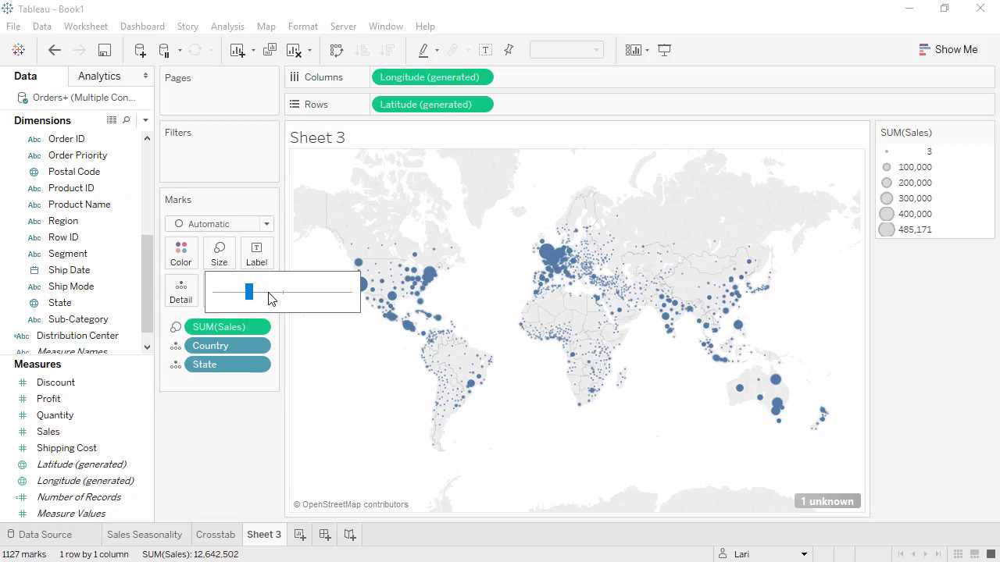 Tableau - Book1
File Data Worksheet Dashboard Story Analysis Map Format Server Window Help
Show Me
Data Analytics
Orders+ (Multiple Con...
Dimensions
Abc Order ID
Abc Order Priority
Postal Code
Abc Product ID
Abc Product Name
Abc Region
Abc Row ID
Abc Segment
Ship Date
Abc Ship Mode
State
Abc Sub-Category
=Abc Distribution Center
Abc Measure Names
Measures
# Discount
# Profit
# Quantity
# Sales
# Shipping Cost
Latitude (generated)
Longitude (generated)
=# Number of Records
# Measure Values
Pages
Filters
Marks
Automatic
Color Size Label
Detail
SUM(Sales)
Country
State
Columns Longitude (generated)
Rows Latitude (generated)
Sheet 3
© OpenStreetMap contributors
1 unknown
SUM(Sales)
3
100,000
200,000
300,000
400,000
485,171
Data Source Sales Seasonality Crosstab Sheet 3
1127 marks 1 row by 1 column SUM(Sales): 12,642,502 Lari